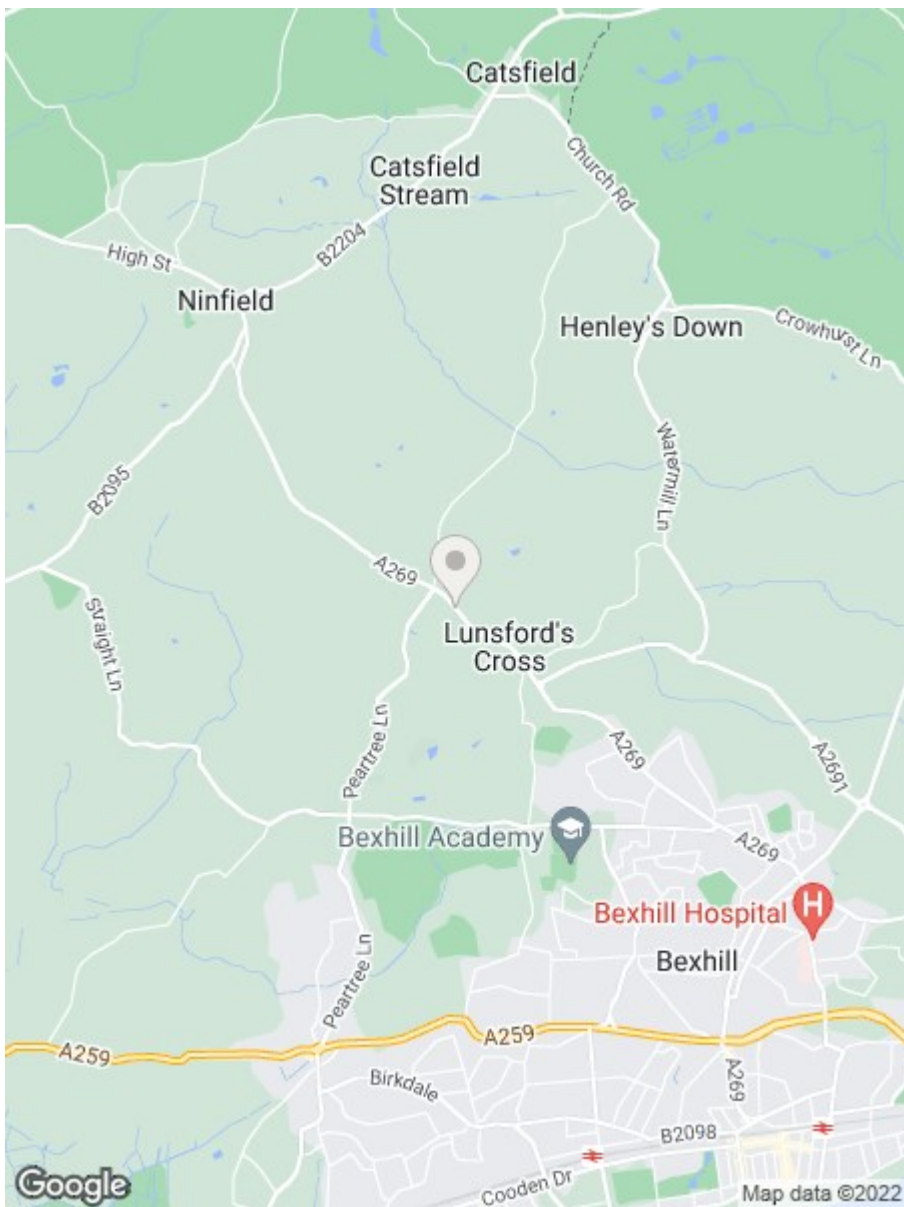 Catsfield
Catsfield
Stream
Church Rd
B2204
High St
Ninfield
Henley's Down
Crowhurst Ln
Watermill Ln
B2095
A269
Straight Ln
Lunsford's
Cross
Peartree Ln
A269
A2691
Bexhill Academy
A269
Bexhill Hospital
H
Bexhill
Peartree Ln
A259
A259
Birkdale
A269
B2098
Cooden Dr
Google
Map data ©2022